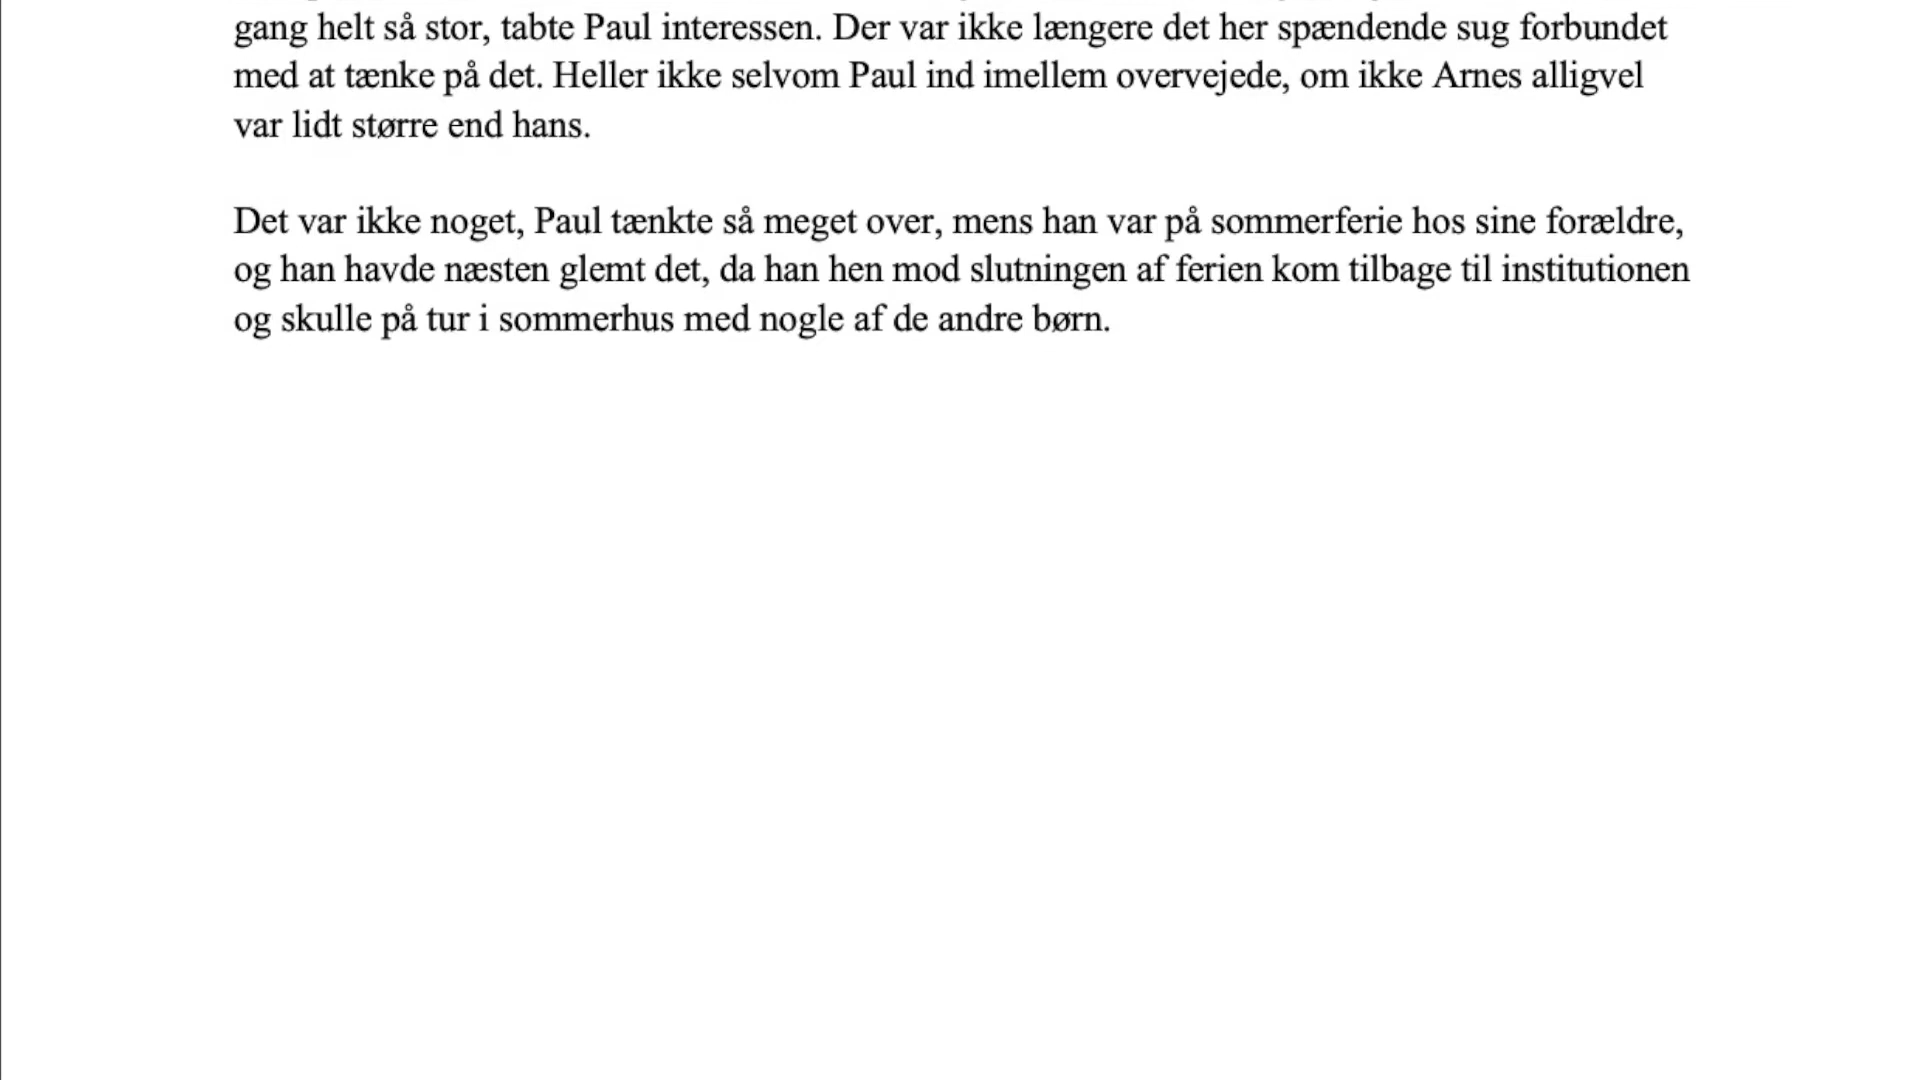 gang helt så stor, tabte Paul interessen. Der var ikke længere det her spændende sug forbundet
med at tænke på det. Heller ikke selvom Paul ind imellem overvejede, om ikke Arnes alligvel
var lidt større end hans.
Det var ikke noget, Paul tænkte så meget over, mens han var på sommerferie hos sine forældre,
og han havde næsten glemt det, da han hen mod slutningen af ferien kom tilbage til institutionen
og skulle på tur i sommerhus med nogle af de andre børn.